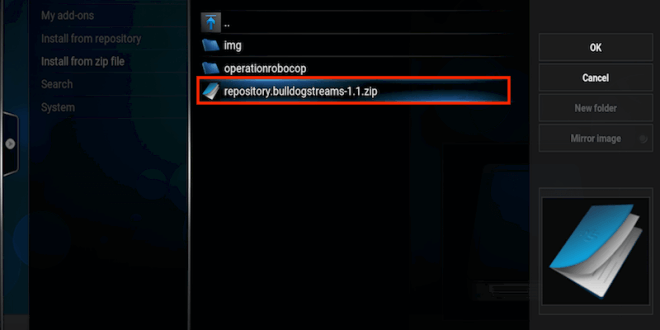 My add-ons
Install from repository
Install from zip file
Search
System
..
img
operationrobocop
repository.bulldogstreams-1.1.zip
OK
Cancel
New folder
Mirror image